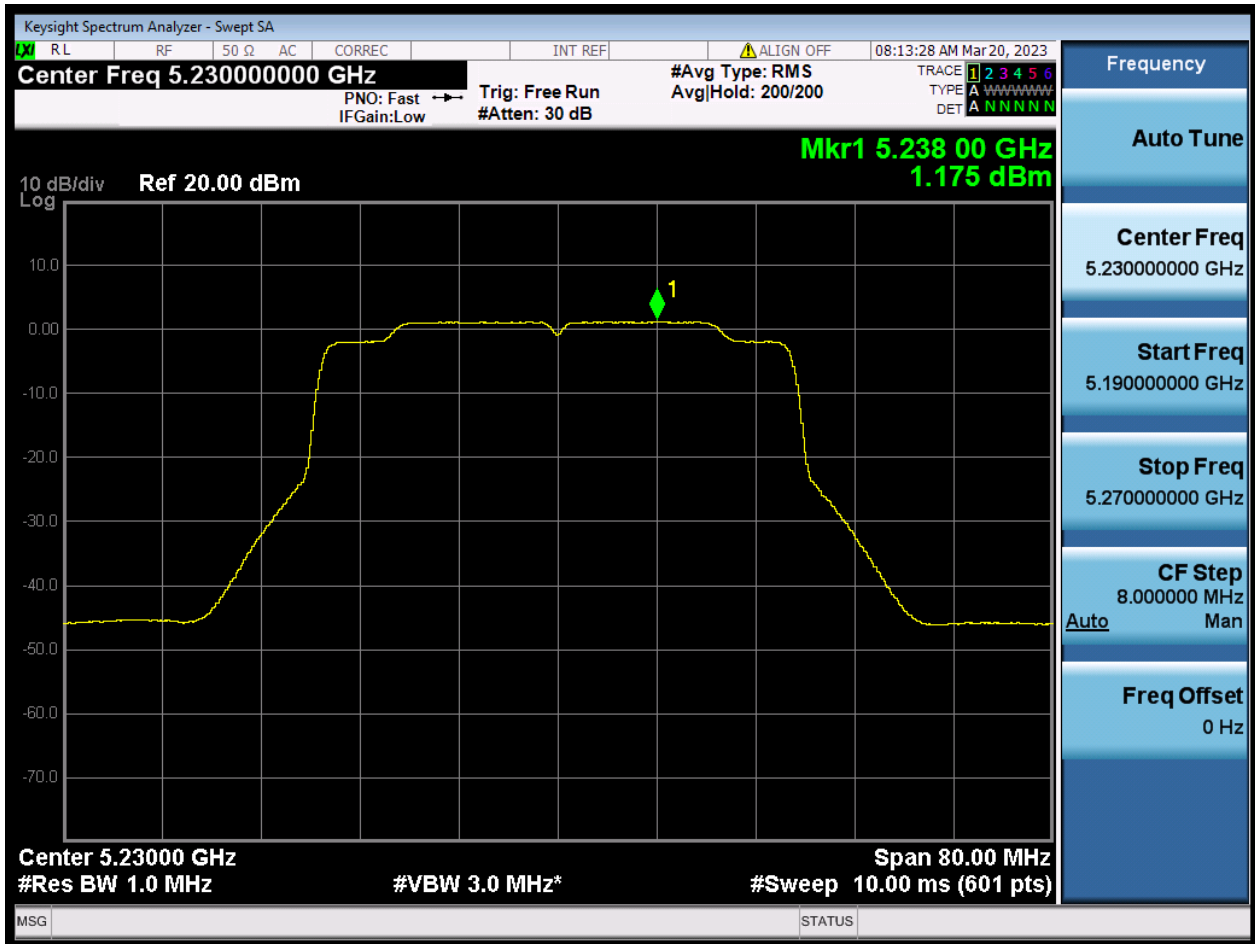 Keysight Spectrum Analyzer - Swept SA
LXI RL RF 50 Ω AC CORREC INT REF ALIGN OFF 08:13:28 AM Mar 20, 2023
Center Freq 5.230000000 GHz
PNO: Fast
IFGain:Low
Trig: Free Run
#Atten: 30 dB
#Avg Type: RMS
Avg|Hold: 200/200
TRACE 1 2 3 4 5 6
TYPE A WWWWW
DET A N N N N N
Mkr1 5.238 00 GHz
1.175 dBm
10 dB/div Ref 20.00 dBm
Log
10.0
0.00
-10.0
-20.0
-30.0
-40.0
-50.0
-60.0
-70.0
1
Center 5.23000 GHz Span 80.00 MHz
#Res BW 1.0 MHz #VBW 3.0 MHz* #Sweep 10.00 ms (601 pts)
MSG STATUS
Frequency
Auto Tune
Center Freq
5.230000000 GHz
Start Freq
5.190000000 GHz
Stop Freq
5.270000000 GHz
CF Step
8.000000 MHz
Auto Man
Freq Offset
0 Hz